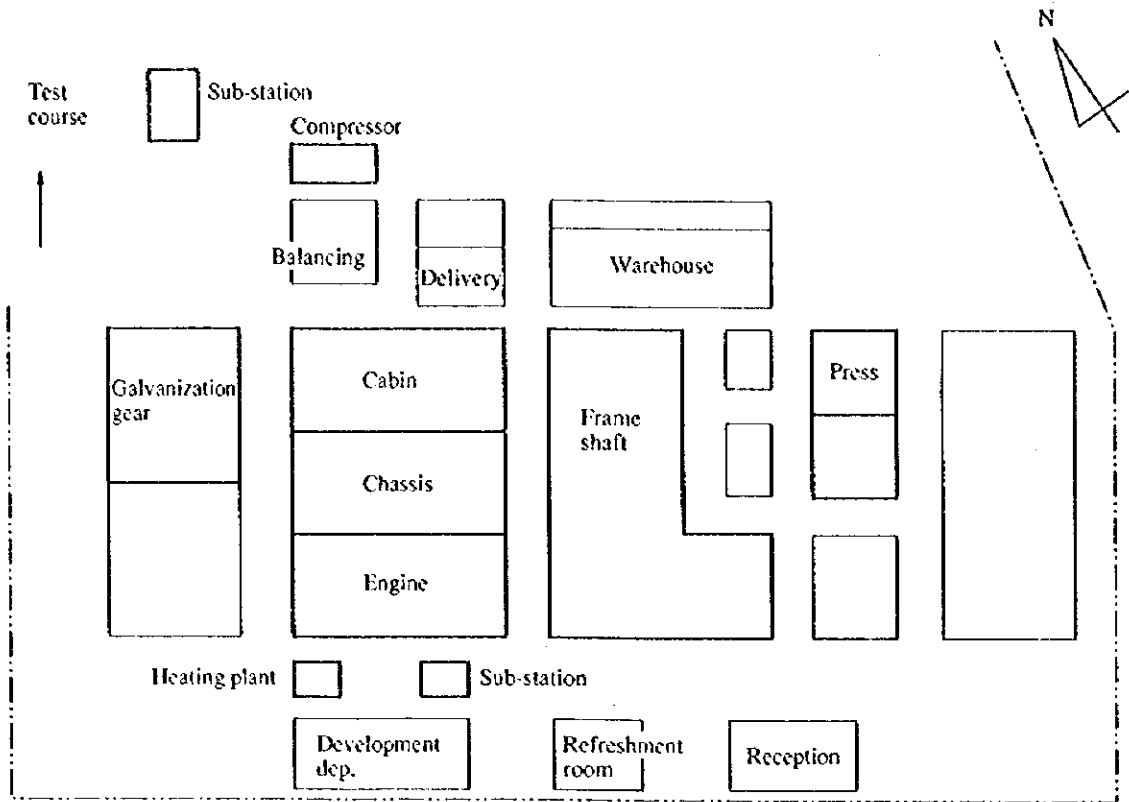 N
Test
course
Sub-station
Compressor
Balancing
Delivery
Warehouse
Galvanization
gear
Cabin
Press
Frame
shaft
Chassis
Engine
Heating plant
Sub-station
Development
dep.
Refreshment
room
Reception